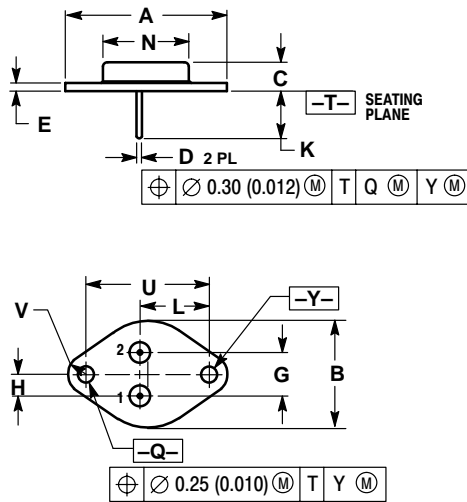 A
N
C
E
–T– SEATING
PLANE
D 2 PL
K
⌖ ∅ 0.30 (0.012) Ⓜ T Q Ⓜ Y Ⓜ
U
L
V
–Y–
2
H
G
B
1
–Q–
⌖ ∅ 0.25 (0.010) Ⓜ T Y Ⓜ